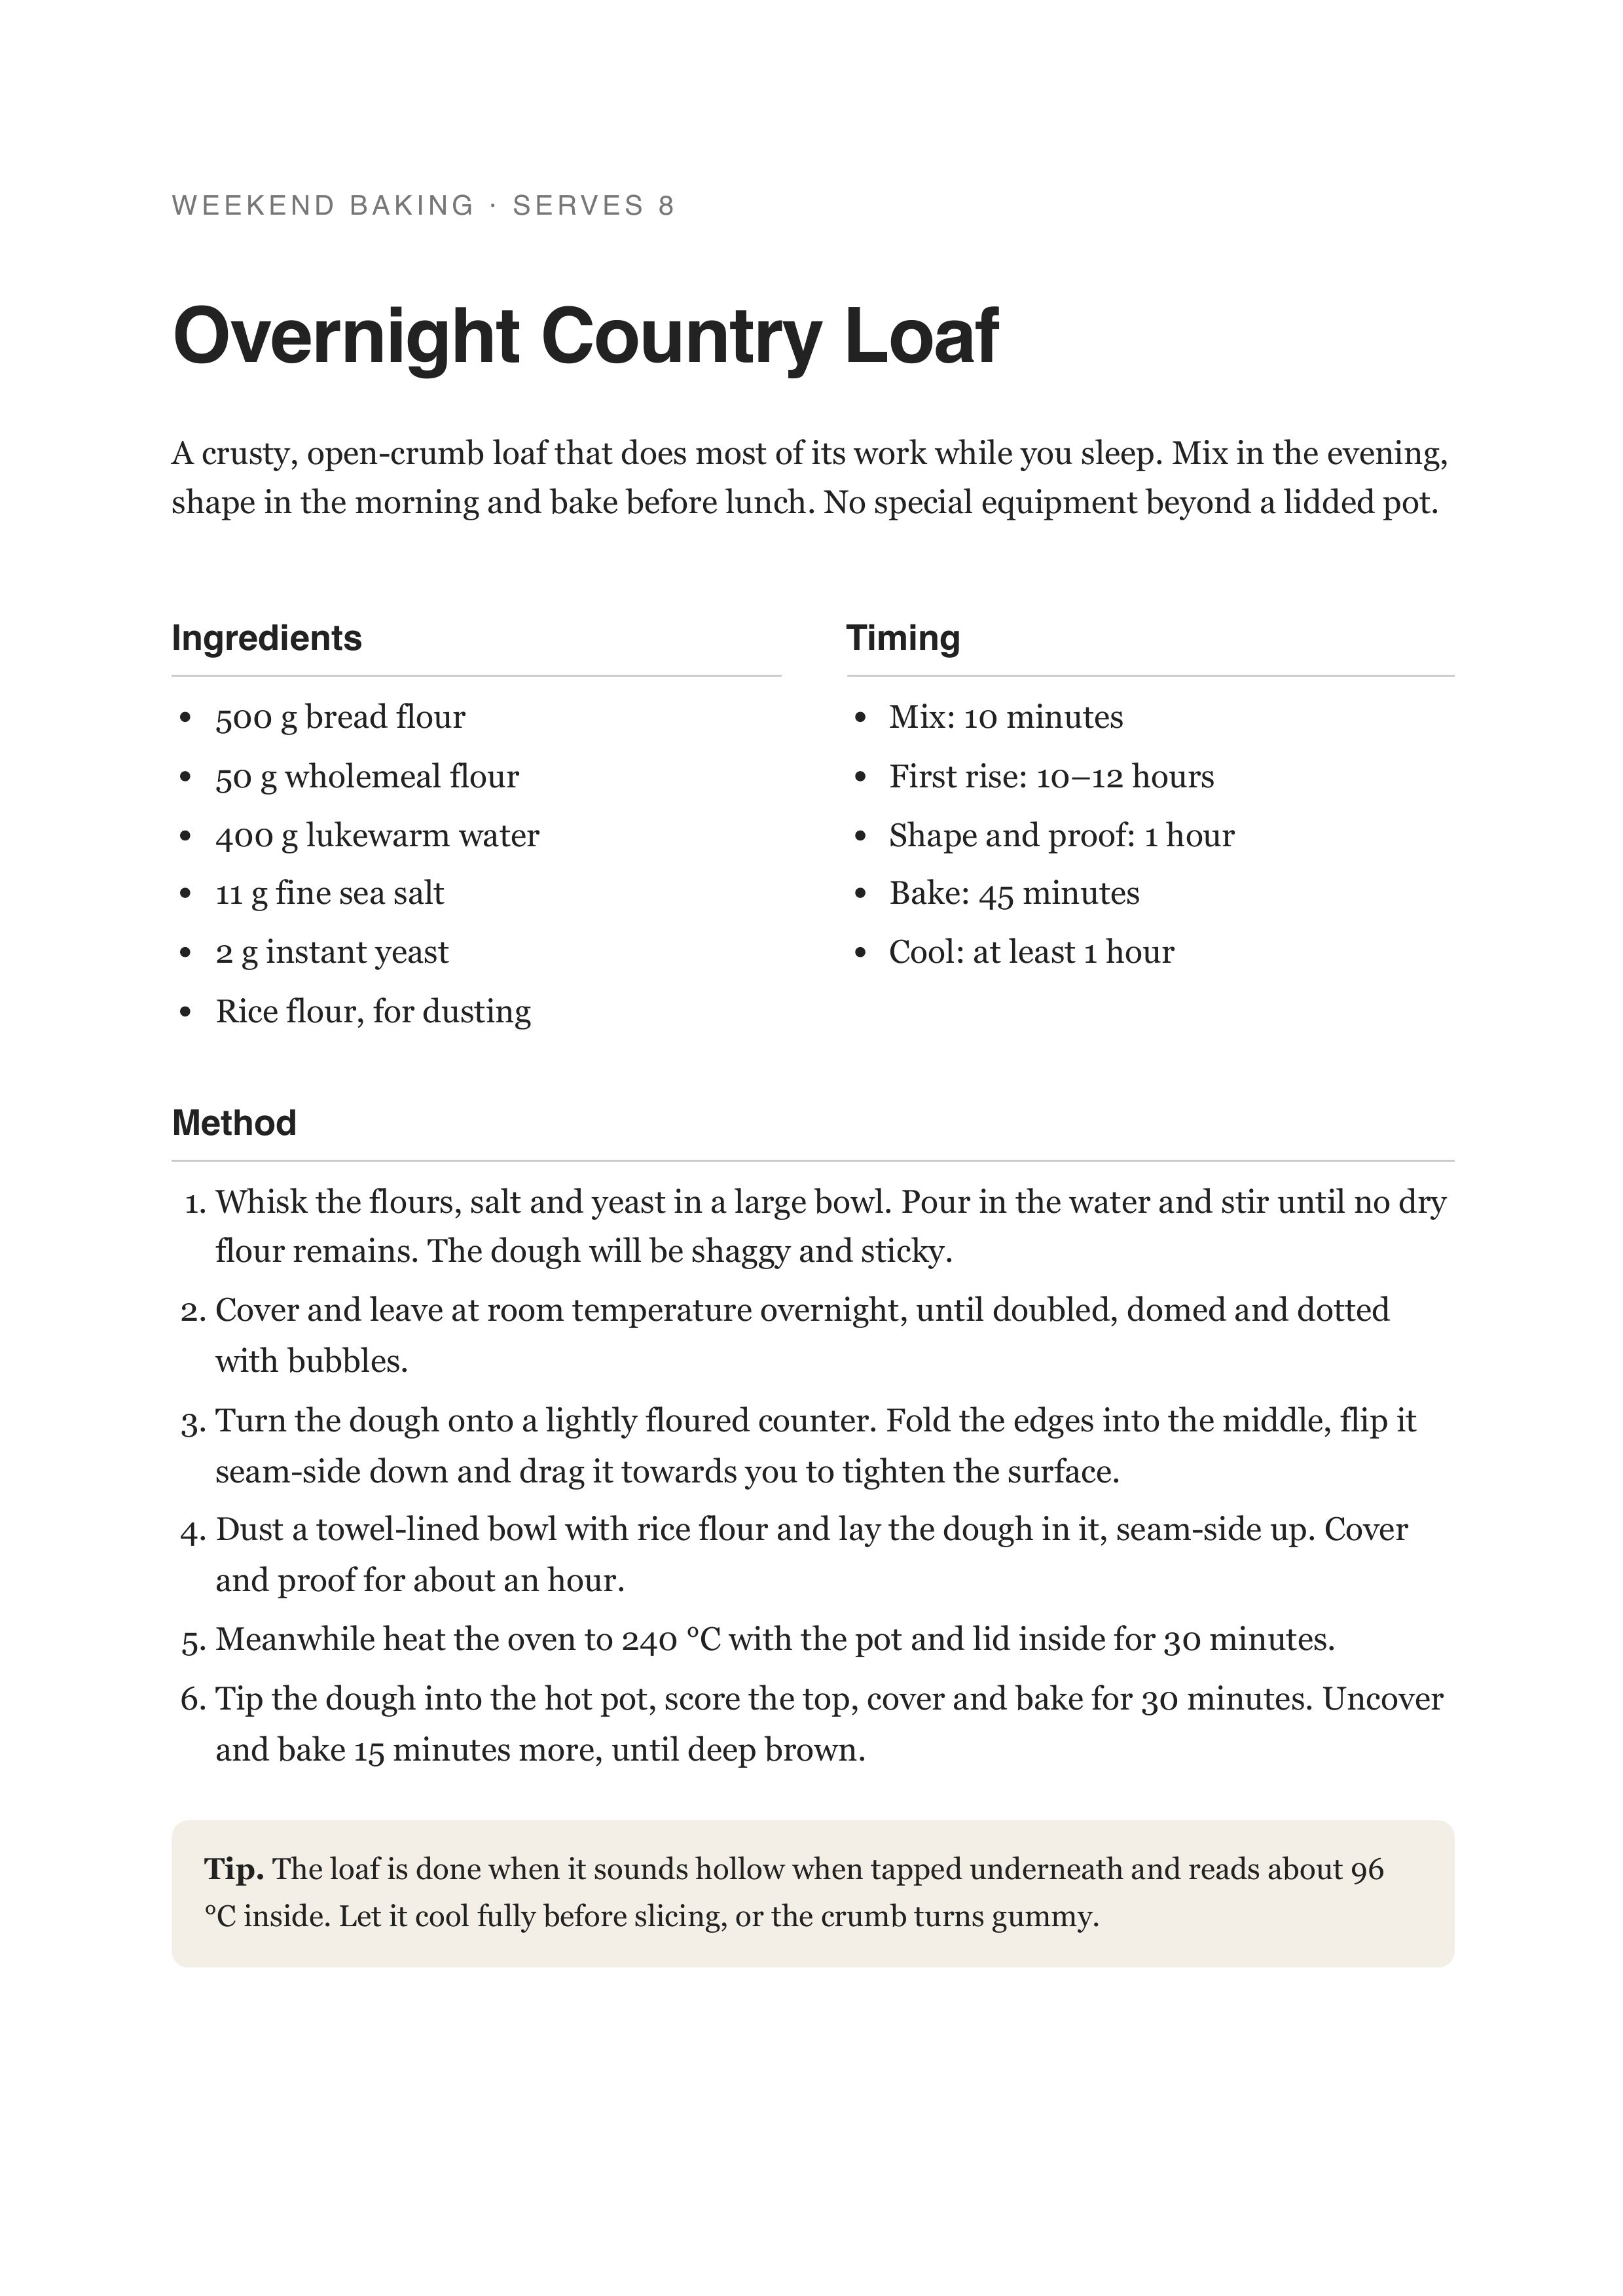 WEEKEND BAKING · SERVES 8
Overnight Country Loaf
A crusty, open-crumb loaf that does most of its work while you sleep. Mix in the evening,
shape in the morning and bake before lunch. No special equipment beyond a lidded pot.
Ingredients
• 500 g bread flour
• 50 g wholemeal flour
• 400 g lukewarm water
• 11 g fine sea salt
• 2 g instant yeast
• Rice flour, for dusting
Timing
• Mix: 10 minutes
• First rise: 10–12 hours
• Shape and proof: 1 hour
• Bake: 45 minutes
• Cool: at least 1 hour
Method
1. Whisk the flours, salt and yeast in a large bowl. Pour in the water and stir until no dry
flour remains. The dough will be shaggy and sticky.
2. Cover and leave at room temperature overnight, until doubled, domed and dotted
with bubbles.
3. Turn the dough onto a lightly floured counter. Fold the edges into the middle, flip it
seam-side down and drag it towards you to tighten the surface.
4. Dust a towel-lined bowl with rice flour and lay the dough in it, seam-side up. Cover
and proof for about an hour.
5. Meanwhile heat the oven to 240 °C with the pot and lid inside for 30 minutes.
6. Tip the dough into the hot pot, score the top, cover and bake for 30 minutes. Uncover
and bake 15 minutes more, until deep brown.
Tip. The loaf is done when it sounds hollow when tapped underneath and reads about 96
°C inside. Let it cool fully before slicing, or the crumb turns gummy.